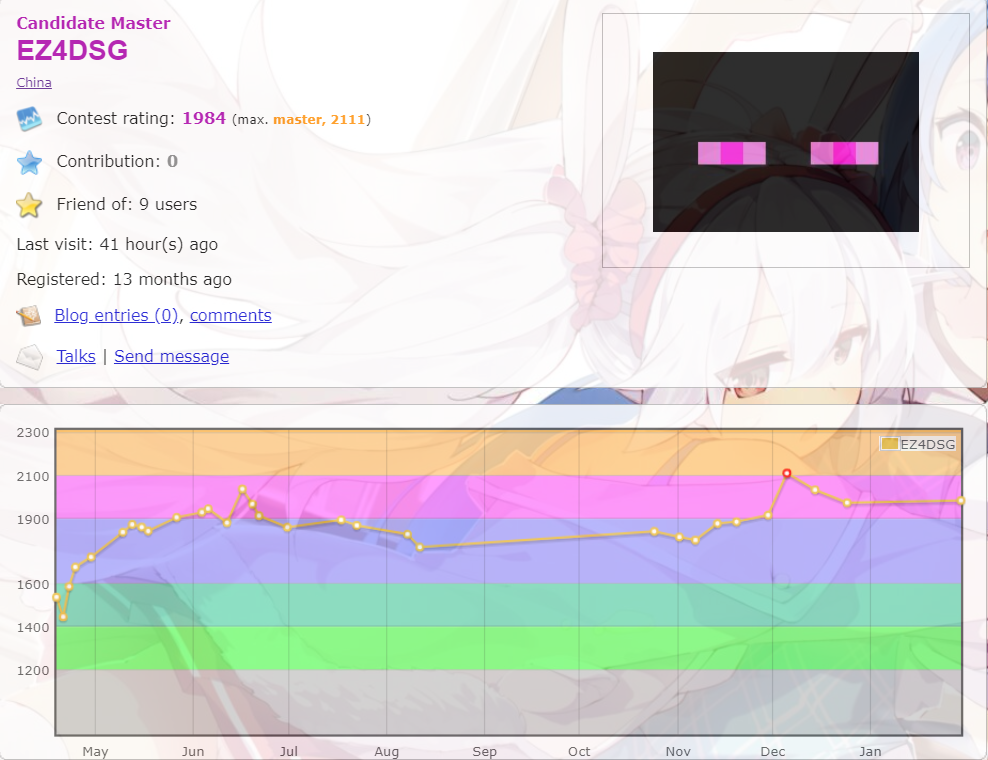 Candidate Master
EZ4DSG
China
Contest rating: 1984 (max. master, 2111)
Contribution: 0
Friend of: 9 users
Last visit: 41 hour(s) ago
Registered: 13 months ago
Blog entries (0), comments
Talks | Send message
2300
EZ4DSG
2100
1900
1600
1400
1200
May Jun Jul Aug Sep Oct Nov Dec Jan